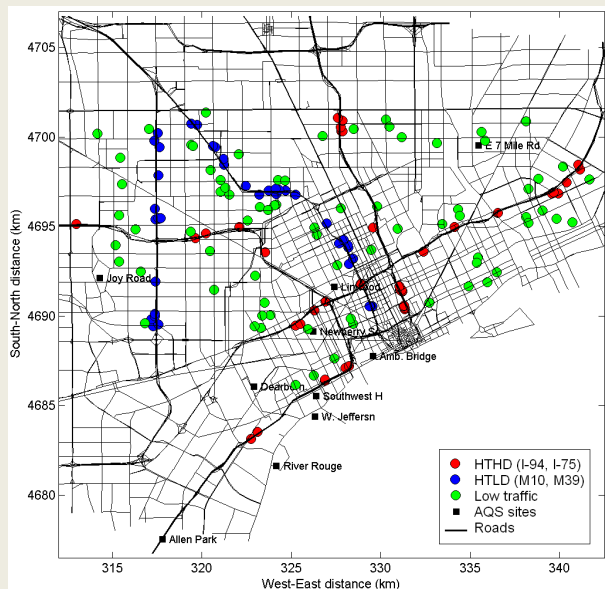 4705
4700
4695
4690
4685
4680
South-North distance (km)
E 7 Mile Rd
Joy Road
Linwood
Newberry S
Amb. Bridge
Dearborn
Southwest H
W. Jeffersn
River Rouge
Allen Park
HTHD (I-94, I-75)
HTLD (M10, M39)
Low traffic
AQS sites
Roads
315 320 325 330 335 340
West-East distance (km)